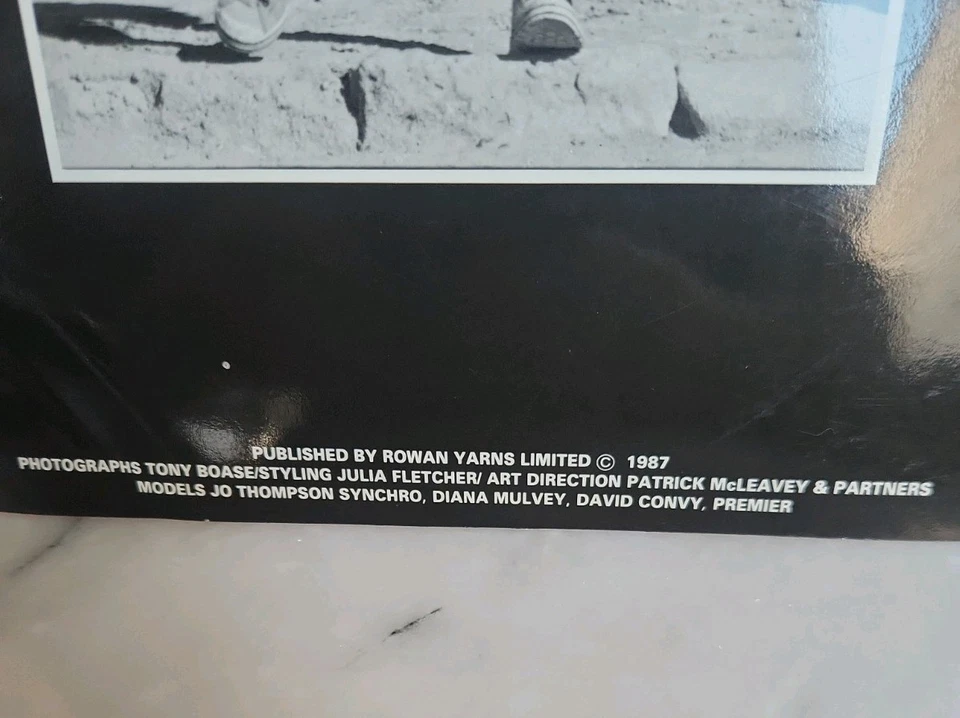 PUBLISHED BY ROWAN YARNS LIMITED © 1987
PHOTOGRAPHS TONY BOASE/STYLING JULIA FLETCHER/ ART DIRECTION PATRICK McLEAVEY & PARTNERS
MODELS JO THOMPSON SYNCHRO, DIANA MULVEY, DAVID CONVY, PREMIER